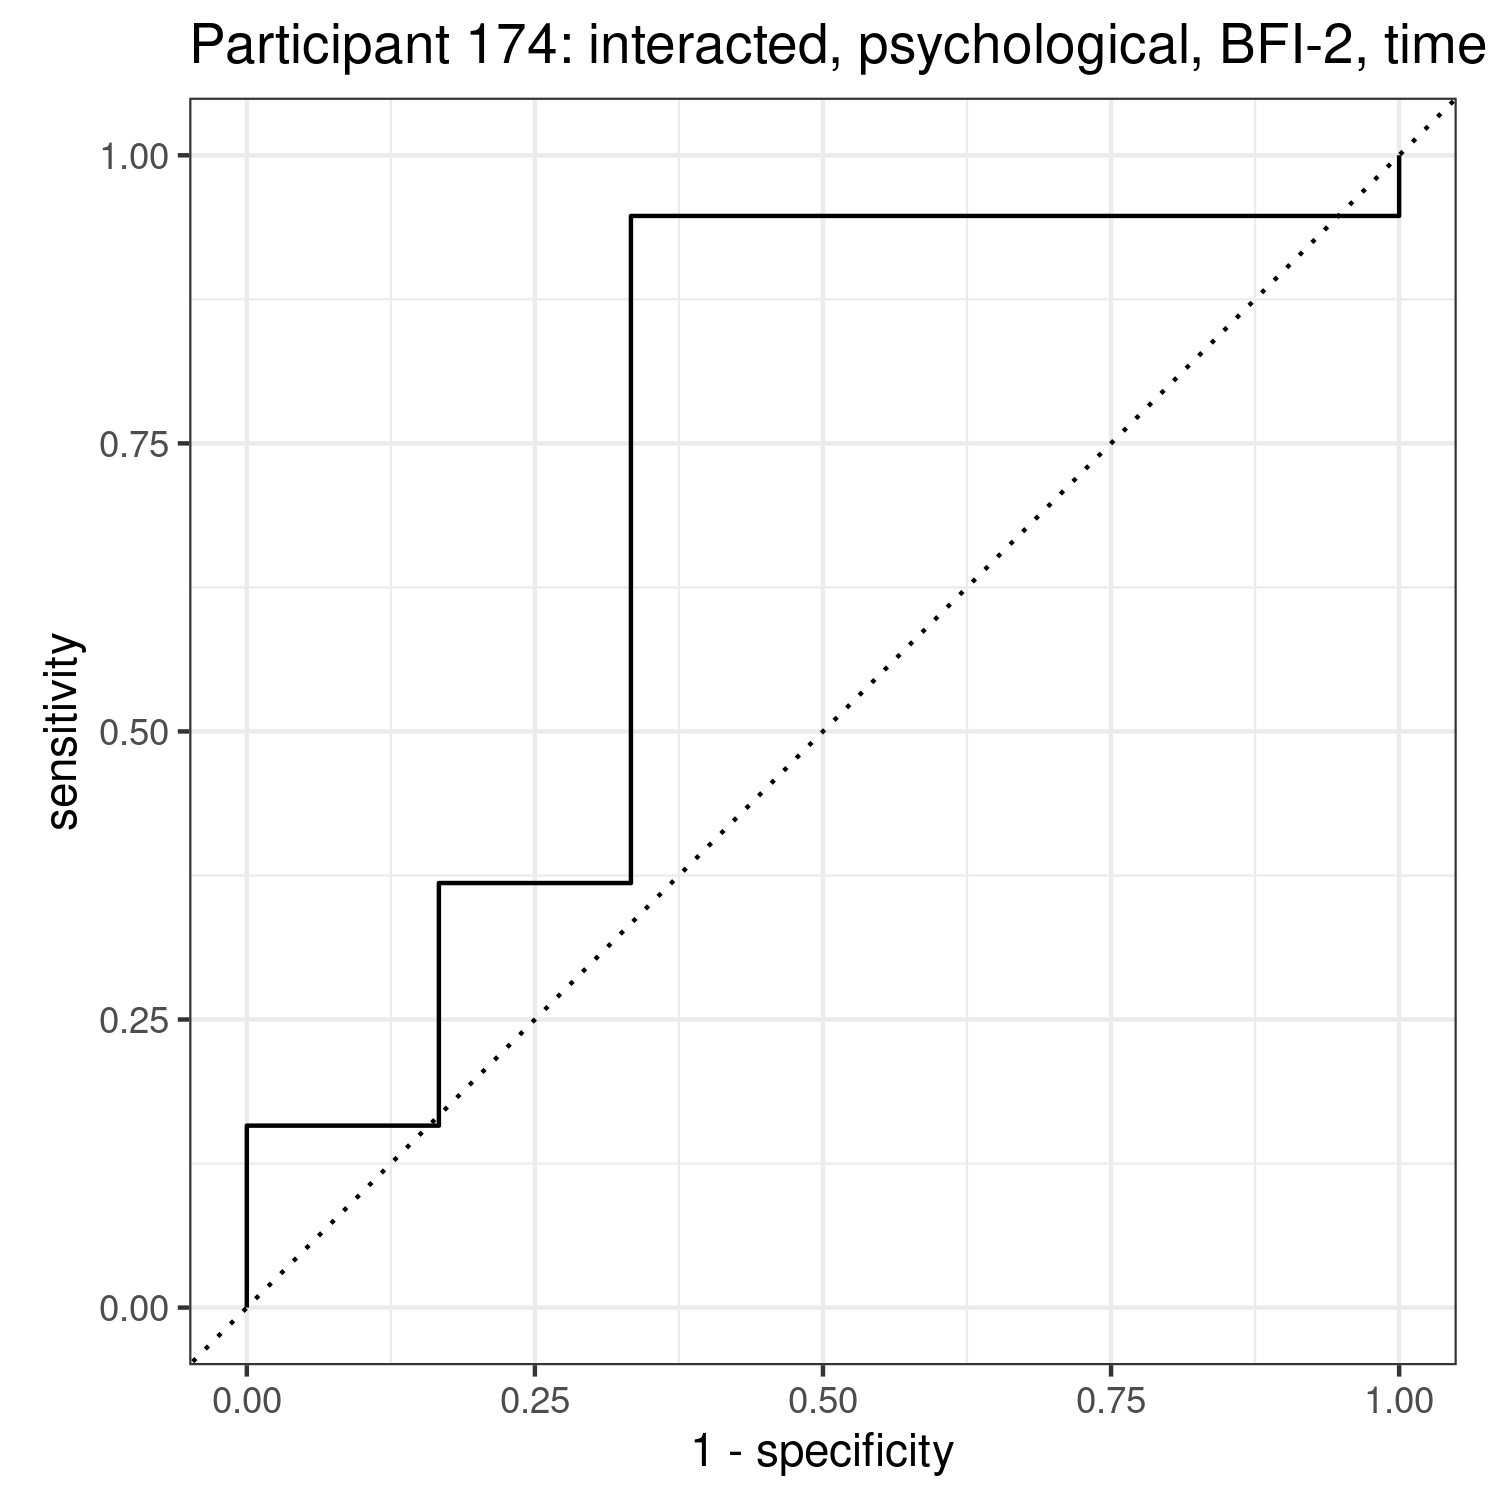 Participant 174: interacted, psychological, BFI-2, time
1.00
0.75
0.50
0.25
0.00
sensitivity
0.00 0.25 0.50 0.75 1.00
1 - specificity